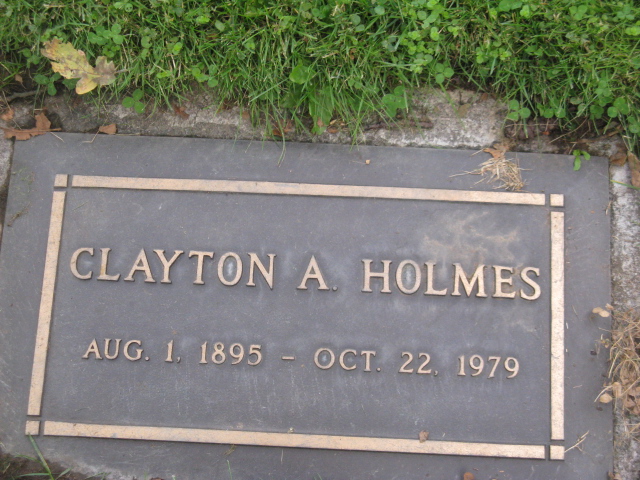 CLAYTON A. HOLMES
AUG. 1, 1895 - OCT. 22, 1979